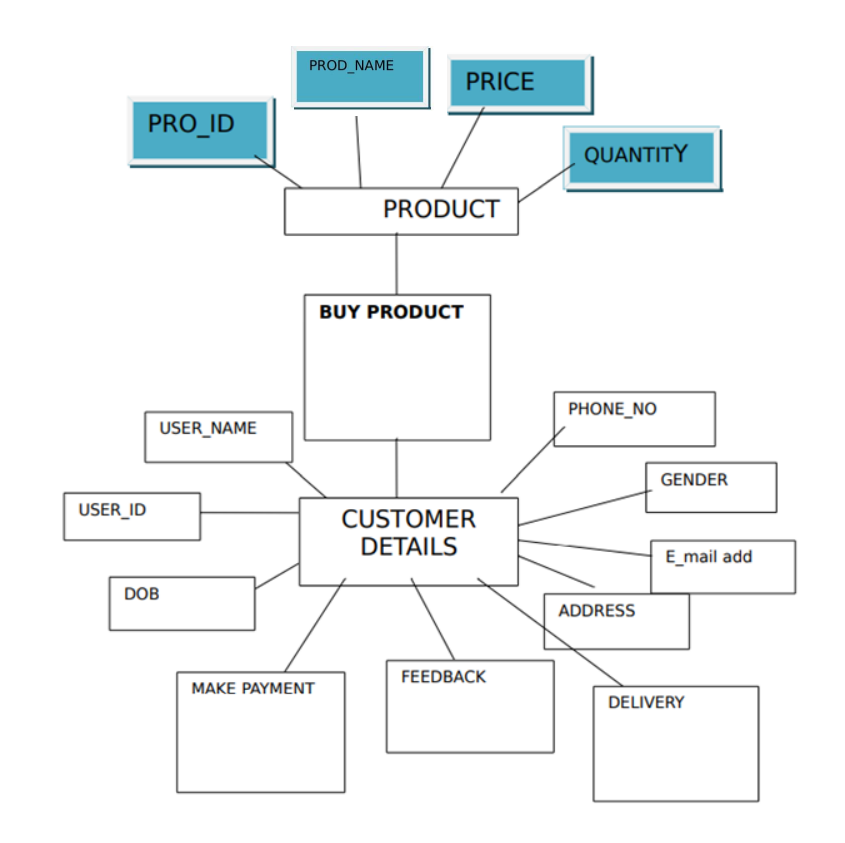 PROD_NAME
PRICE
PRO_ID
QUANTITY
PRODUCT
BUY PRODUCT
PHONE_NO
USER_NAME
GENDER
USER_ID
CUSTOMER
DETAILS
E_mail add
DOB
ADDRESS
FEEDBACK
MAKE PAYMENT
DELIVERY